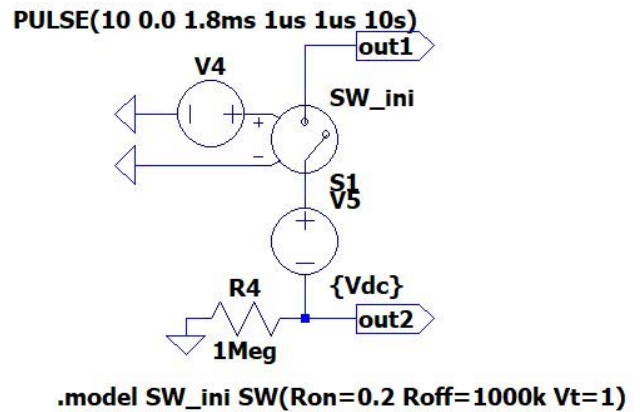 PULSE(10 0.0 1.8ms 1us 1us 10s)
out1
V4
SW_ini
+
+
−
S1
V5
+
−
{Vdc}
R4
out2
1Meg
.model SW_ini SW(Ron=0.2 Roff=1000k Vt=1)